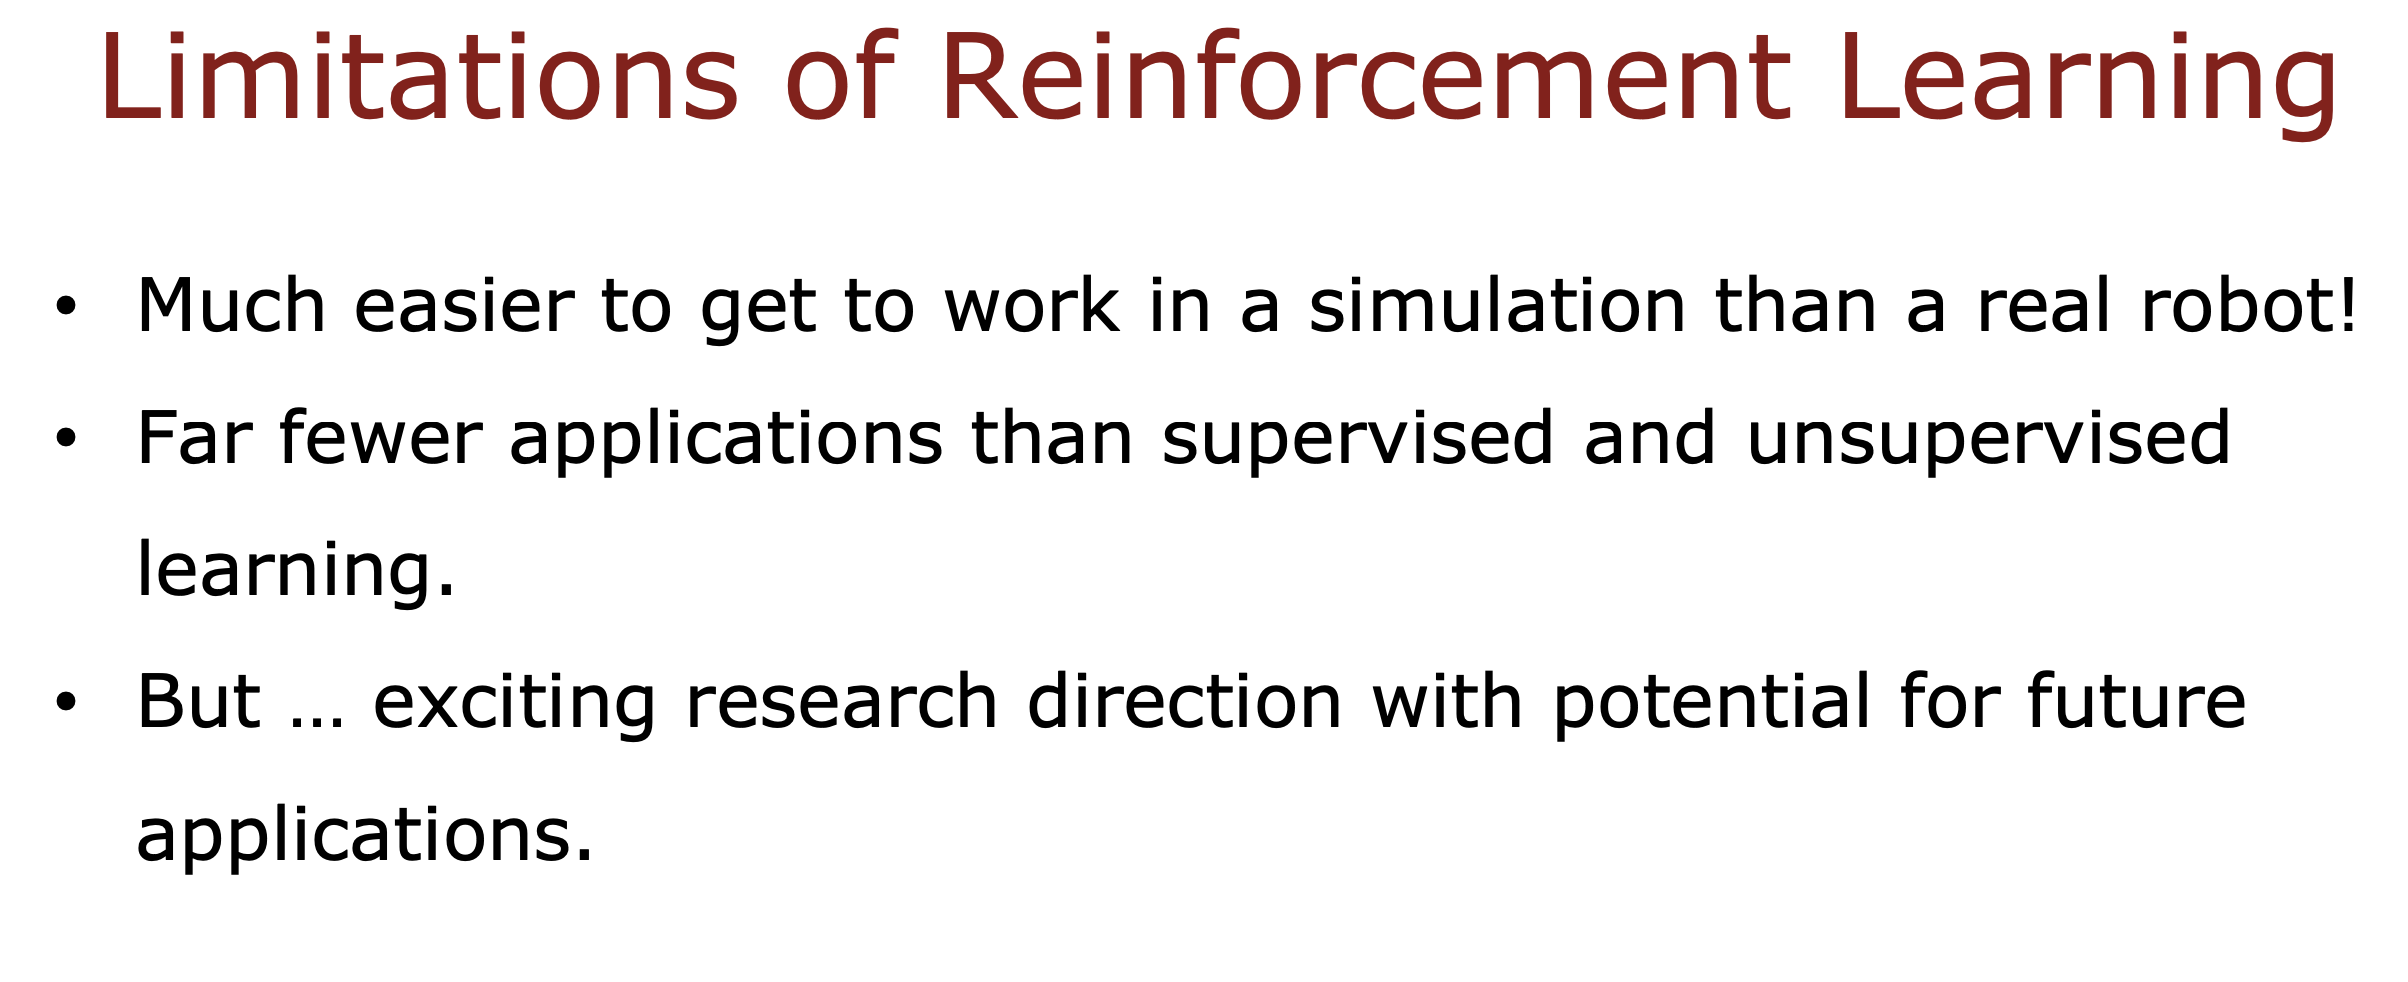 Limitations of Reinforcement Learning
• Much easier to get to work in a simulation than a real robot!
• Far fewer applications than supervised and unsupervised
learning.
• But … exciting research direction with potential for future
applications.